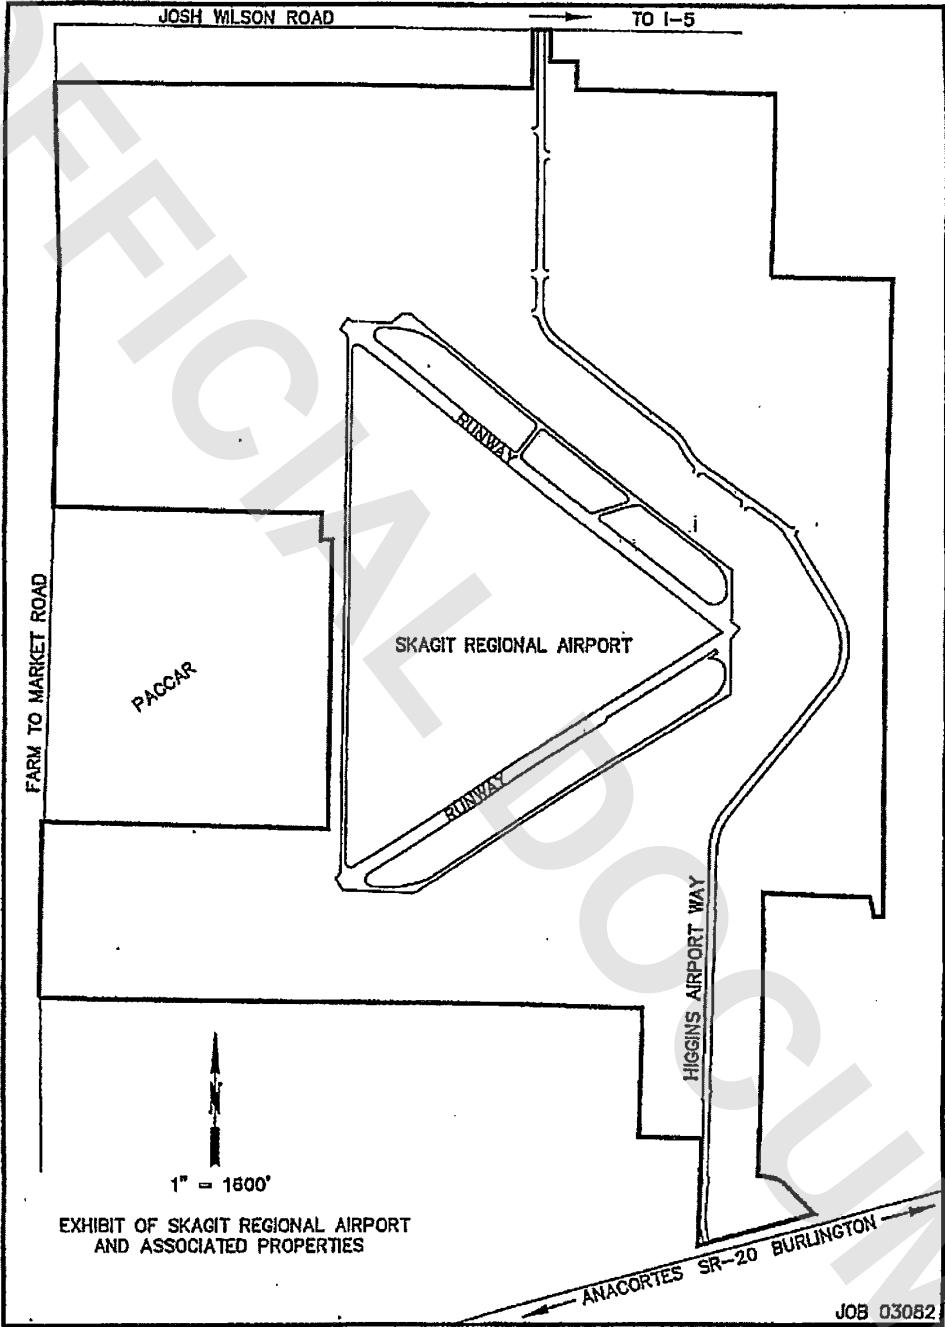 JOSH WILSON ROAD
TO I-5
RUNWAY
FARM TO MARKET ROAD
SKAGIT REGIONAL AIRPORT
PACCAR
RUNWAY
HIGGINS AIRPORT WAY
N
1" = 1600'
EXHIBIT OF SKAGIT REGIONAL AIRPORT
AND ASSOCIATED PROPERTIES
ANACORTES SR-20 BURLINGTON
JOB 03082
OFFICIAL DOCUM